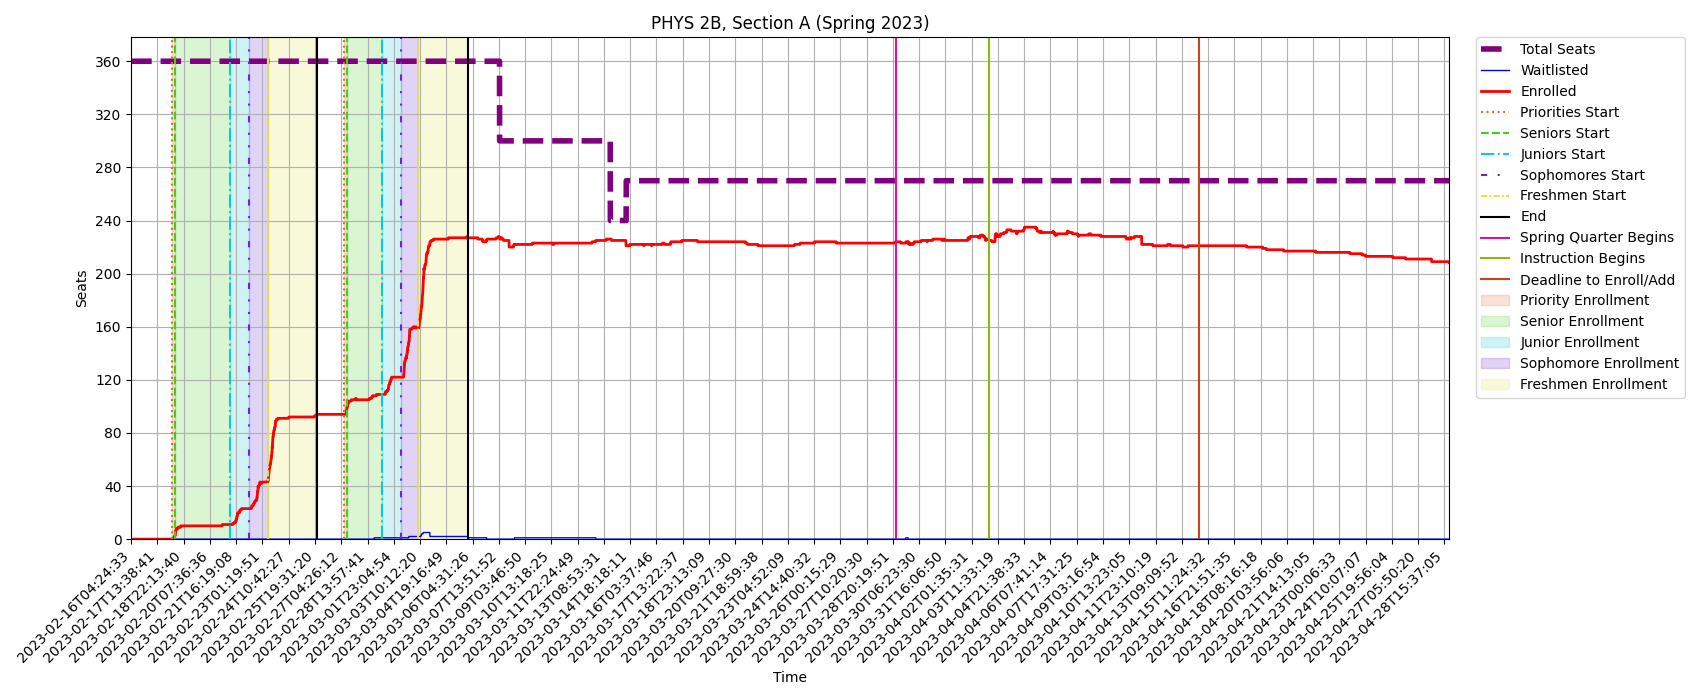 PHYS 2B, Section A (Spring 2023)
Seats
360
320
280
240
200
160
120
80
40
0
2023-02-16T04:24:33
2023-02-17T13:38:41
2023-02-18T22:13:40
2023-02-20T07:36:36
2023-02-21T16:19:08
2023-02-23T01:19:51
2023-02-24T10:42:27
2023-02-25T19:31:20
2023-02-27T04:26:12
2023-02-28T13:57:41
2023-03-01T23:04:54
2023-03-03T10:12:20
2023-03-04T19:16:49
2023-03-06T04:31:26
2023-03-07T13:51:52
2023-03-09T03:46:50
2023-03-10T13:18:25
2023-03-11T22:24:49
2023-03-13T08:53:31
2023-03-14T18:18:11
2023-03-16T03:37:46
2023-03-17T13:22:37
2023-03-18T23:13:09
2023-03-20T09:27:30
2023-03-21T18:59:38
2023-03-23T04:52:09
2023-03-24T14:40:32
2023-03-26T00:15:29
2023-03-27T10:20:30
2023-03-28T20:19:51
2023-03-30T06:23:30
2023-03-31T16:06:50
2023-04-02T01:35:31
2023-04-03T11:33:19
2023-04-04T21:38:33
2023-04-06T07:41:14
2023-04-07T17:31:25
2023-04-09T03:16:54
2023-04-10T13:23:05
2023-04-11T23:10:19
2023-04-13T09:09:52
2023-04-15T11:24:32
2023-04-16T21:51:35
2023-04-18T08:16:18
2023-04-20T03:56:06
2023-04-21T14:13:05
2023-04-23T00:06:33
2023-04-24T10:07:07
2023-04-25T19:56:04
2023-04-27T05:50:20
2023-04-28T15:37:05
Time
Total Seats
Waitlisted
Enrolled
Priorities Start
Seniors Start
Juniors Start
Sophomores Start
Freshmen Start
End
Spring Quarter Begins
Instruction Begins
Deadline to Enroll/Add
Priority Enrollment
Senior Enrollment
Junior Enrollment
Sophomore Enrollment
Freshmen Enrollment